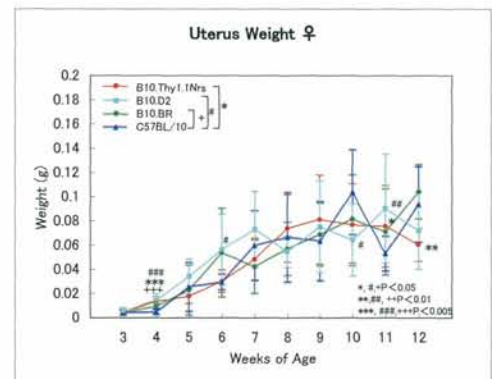 Uterus Weight ♀
0.2
0.18
0.16
0.14
0.12
0.1
0.08
0.06
0.04
0.02
0
Weight (g)
B10.Thy1.1Nrs
B10.D2
B10.BR
C57BL/10
+
#
*
###
***
+++
#
#
##
*
**
*, #,+P<0.05
**,##, ++P<0.01
***, ###,+++P<0.005
3 4 5 6 7 8 9 10 11 12
Weeks of Age